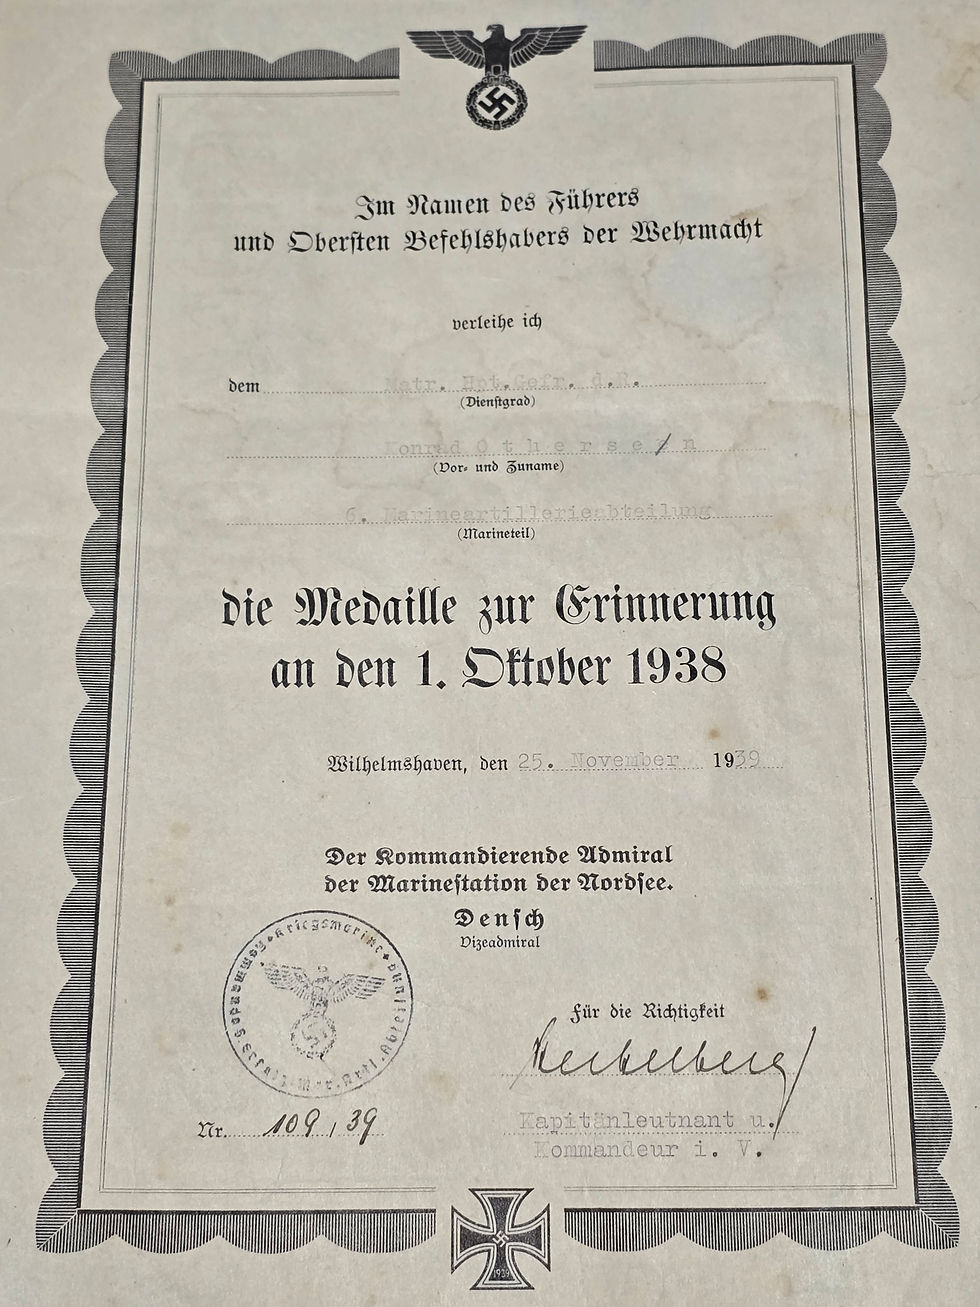 Im Namen des Führers
und Obersten Befehlshabers der Wehrmacht
verleihe ich
dem Matr. Hpt.Gefr. d.R.
(Dienstgrad)
Konrad O t h e r s e n
(Vor- und Zuname)
6. Marineartillerieabteilung
(Marineteil)
die Medaille zur Erinnerung
an den 1. Oktober 1938
Wilhelmshaven, den 25. November 1939
Der Kommandierende Admiral
der Marinestation der Nordsee.
Densch
Vizeadmiral
Kriegsmarine
Für die Richtigkeit
Nr. 109,39
Kapitänleutnant u.
Kommandeur i. V.
1939